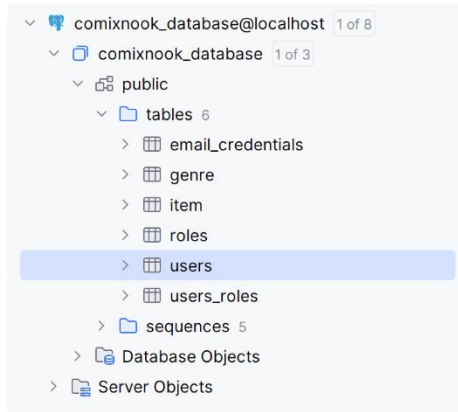 comixnook_database@localhost 1 of 8
comixnook_database 1 of 3
public
tables 6
email_credentials
genre
item
roles
users
users_roles
sequences 5
Database Objects
Server Objects